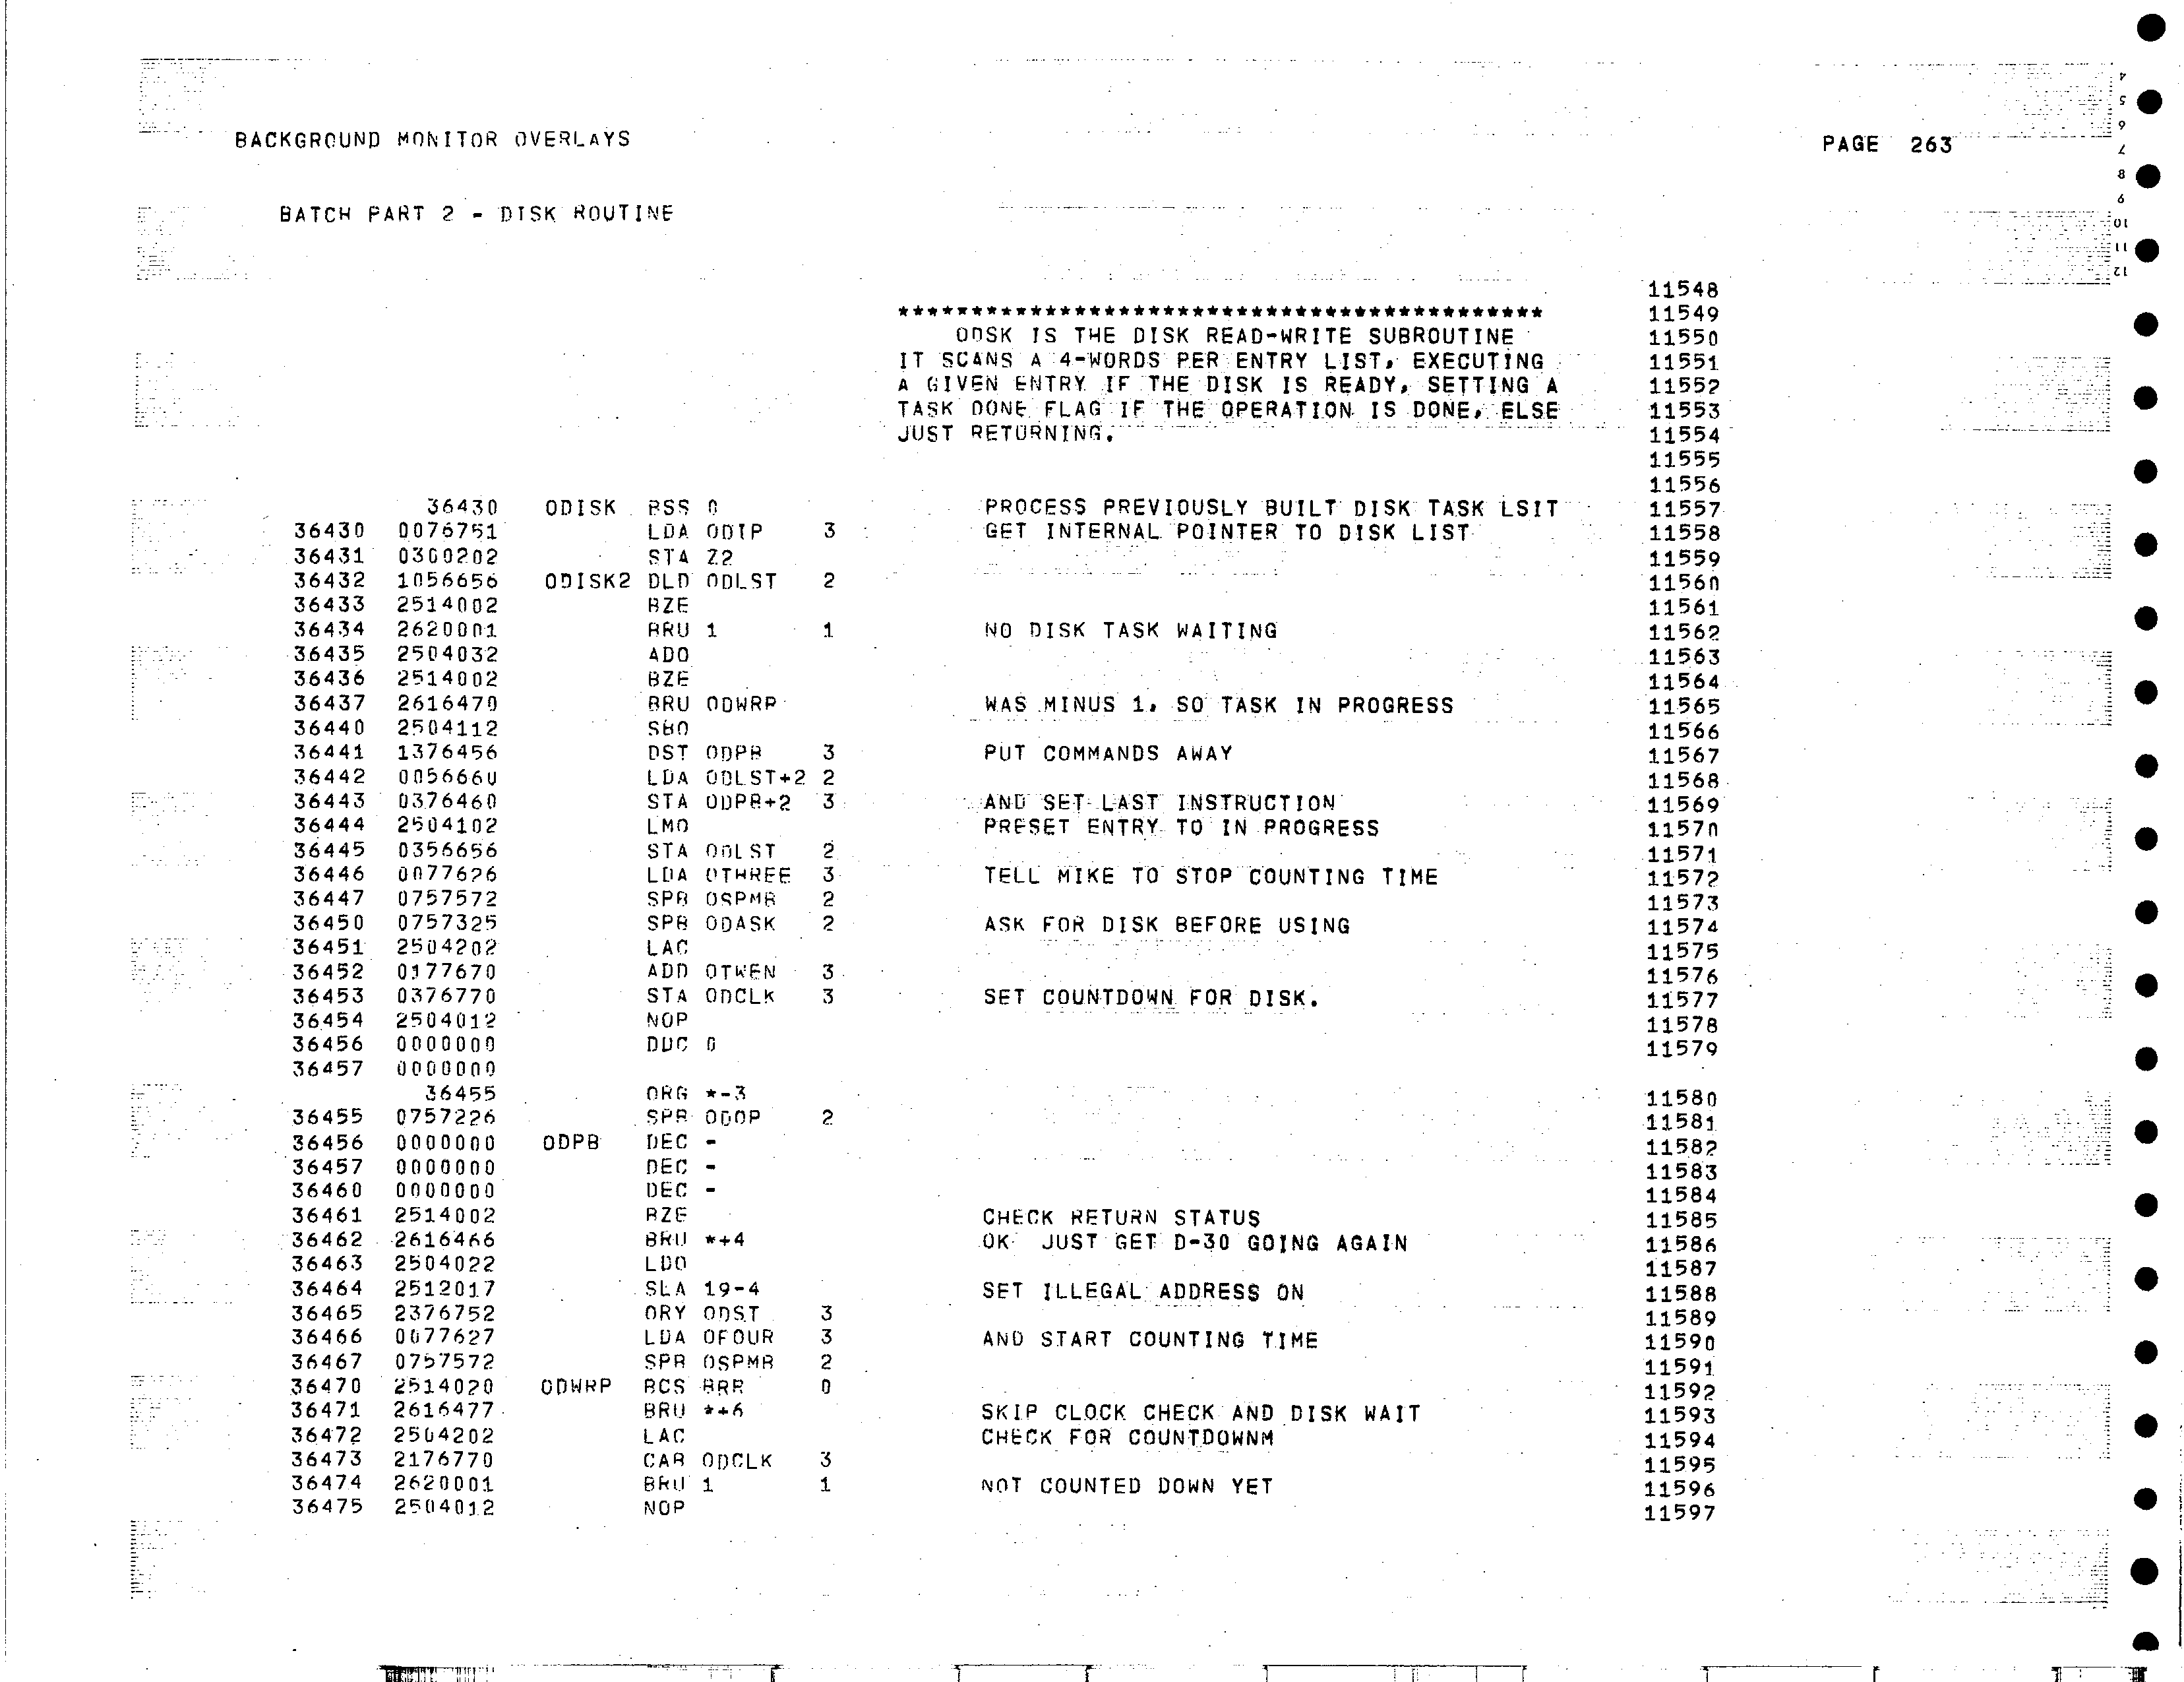 BACKGROUND MONITOR OVERLAYS PAGE 263
BATCH PART 2 - DISK ROUTINE
11548
******************************************** 11549
ODSK IS THE DISK READ-WRITE SUBROUTINE 11550
IT SCANS A 4-WORDS PER ENTRY LIST, EXECUTING 11551
A GIVEN ENTRY IF THE DISK IS READY, SETTING A 11552
TASK DONE FLAG IF THE OPERATION IS DONE, ELSE 11553
JUST RETURNING. 11554
11555
11556
36430 ODISK BSS 0 PROCESS PREVIOUSLY BUILT DISK TASK LSIT 11557
36430 0076751 LDA ODIP 3 GET INTERNAL POINTER TO DISK LIST 11558
36431 0300202 STA Z2 11559
36432 1056656 ODISK2 DLD ODLST 2 11560
36433 2514002 BZE 11561
36434 2620001 BRU 1 1 NO DISK TASK WAITING 11562
36435 2504032 ADO 11563
36436 2514002 BZE 11564
36437 2616470 BRU ODWRP WAS MINUS 1, SO TASK IN PROGRESS 11565
36440 2504112 SBO 11566
36441 1376456 DST ODPB 3 PUT COMMANDS AWAY 11567
36442 0056660 LDA ODLST+2 2 11568
36443 0376460 STA ODPB+2 3 AND SET LAST INSTRUCTION 11569
36444 2504102 LMO PRESET ENTRY TO IN PROGRESS 11570
36445 0356656 STA ODLST 2 11571
36446 0077626 LDA OTHREE 3 TELL MIKE TO STOP COUNTING TIME 11572
36447 0757572 SPB OSPMB 2 11573
36450 0757325 SPB ODASK 2 ASK FOR DISK BEFORE USING 11574
36451 2504202 LAC 11575
36452 0177670 ADD OTWEN 3 11576
36453 0376770 STA ODCLK 3 SET COUNTDOWN FOR DISK. 11577
36454 2504012 NOP 11578
36456 0000000 DDC 0 11579
36457 0000000
36455 ORG *-3 11580
36455 0757226 SPB ODOP 2 11581
36456 0000000 ODPB DEC - 11582
36457 0000000 DEC - 11583
36460 0000000 DEC - 11584
36461 2514002 BZE CHECK RETURN STATUS 11585
36462 2616466 BRU *+4 OK JUST GET D-30 GOING AGAIN 11586
36463 2504022 LDO 11587
36464 2512017 SLA 19-4 SET ILLEGAL ADDRESS ON 11588
36465 2376752 ORY ODST 3 11589
36466 0077627 LDA OFOUR 3 AND START COUNTING TIME 11590
36467 0757572 SPB OSPMB 2 11591
36470 2514020 ODWRP BCS BRR 0 11592
36471 2616477 BRU *+6 SKIP CLOCK CHECK AND DISK WAIT 11593
36472 2504202 LAC CHECK FOR COUNTDOWNM 11594
36473 2176770 CAB ODCLK 3 11595
36474 2620001 BRU 1 1 NOT COUNTED DOWN YET 11596
36475 2504012 NOP 11597
4
5
6
7
8
9
10
11
12